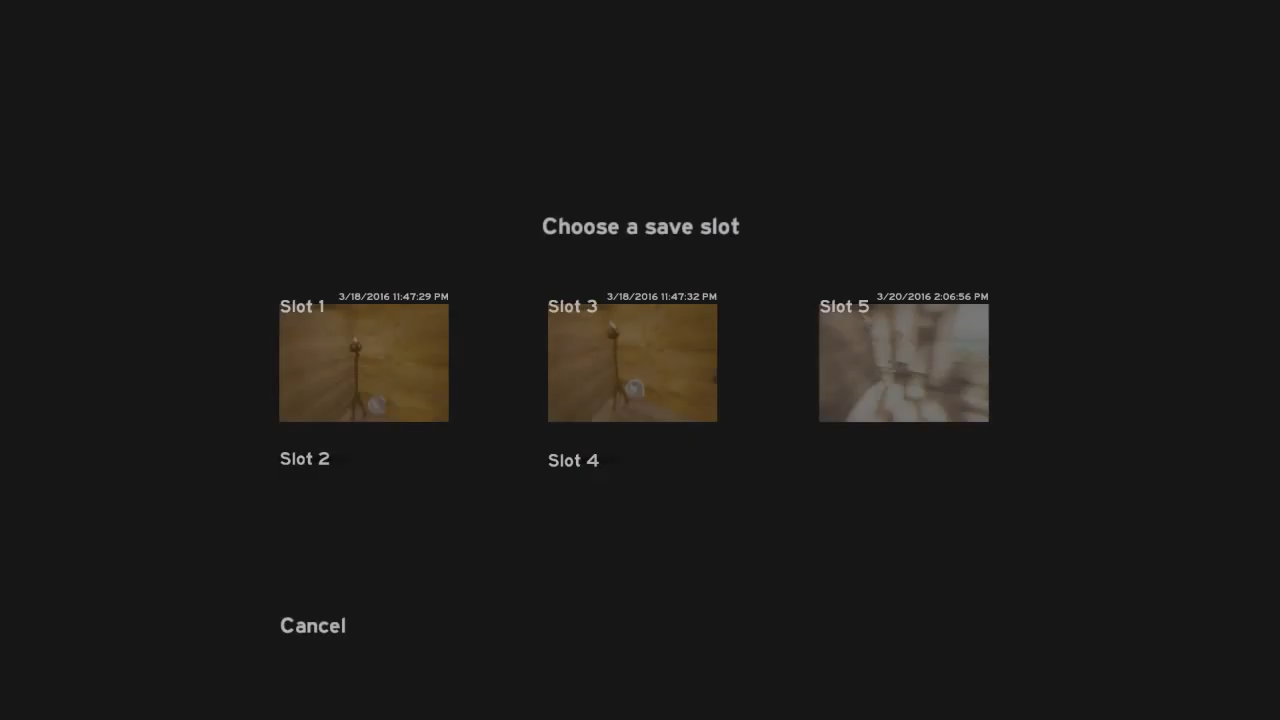 Choose a save slot
3/18/2016 11:47:29 PM
Slot 1
3/18/2016 11:47:32 PM
Slot 3
3/20/2016 2:06:56 PM
Slot 5
Slot 2
Slot 4
Cancel